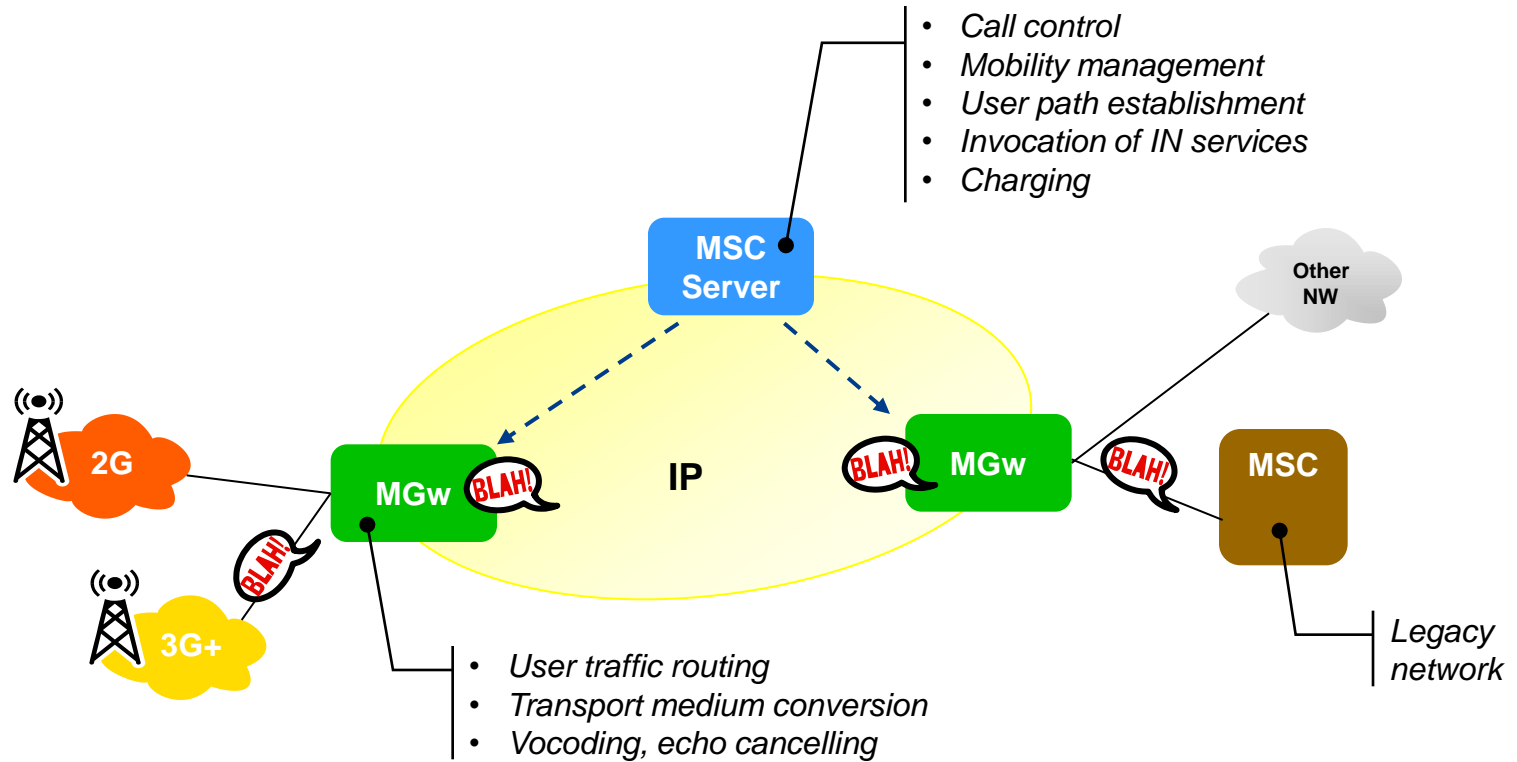 • Call control
• Mobility management
• User path establishment
• Invocation of IN services
• Charging
MSC
Server
Other
NW
2G
MGw
BLAH!
IP
BLAH!
MGw
BLAH!
MSC
BLAH!
3G+
Legacy
network
• User traffic routing
• Transport medium conversion
• Vocoding, echo cancelling